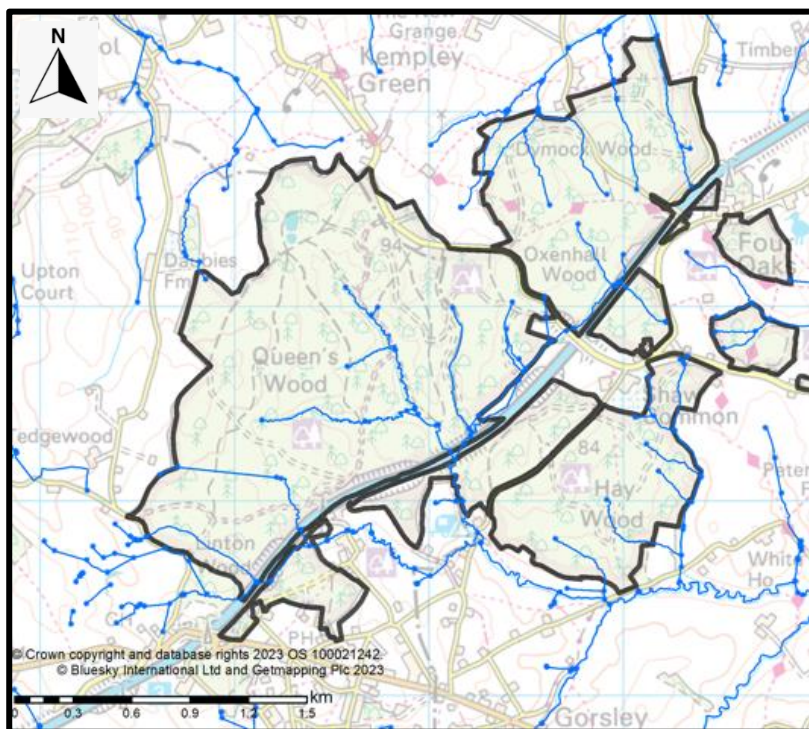 N
Grange
Kempley
Green
Timber
Dymock Wood
Upton
Court
Daubies
Fm
94
Oxenhall
Wood
Four
Oaks
Queen's
Wood
Shaw
Common
Tedgewood
84
Hay
Wood
Linton
Wood
White
Ho
PH
© Crown copyright and database rights 2023 OS 100021242.
© Bluesky International Ltd and Getmapping Plc 2023
km
0 0.3 0.6 0.9 1.2 1.5
Gorsley